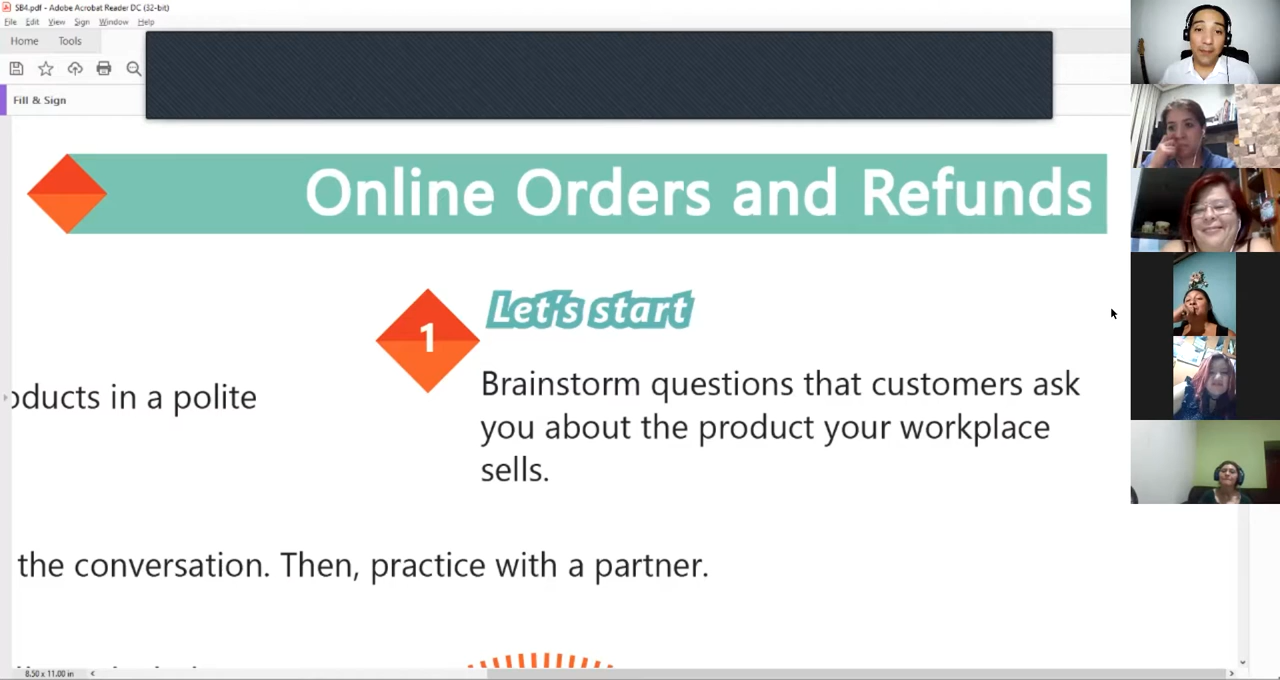 SB4.pdf - Adobe Acrobat Reader DC (32-bit)
File Edit View Sign Window Help
Home Tools
Fill & Sign
Online Orders and Refunds
1
Let's start
Brainstorm questions that customers ask
you about the product your workplace
sells.
oducts in a polite
the conversation. Then, practice with a partner.
8.50 x 11.00 in